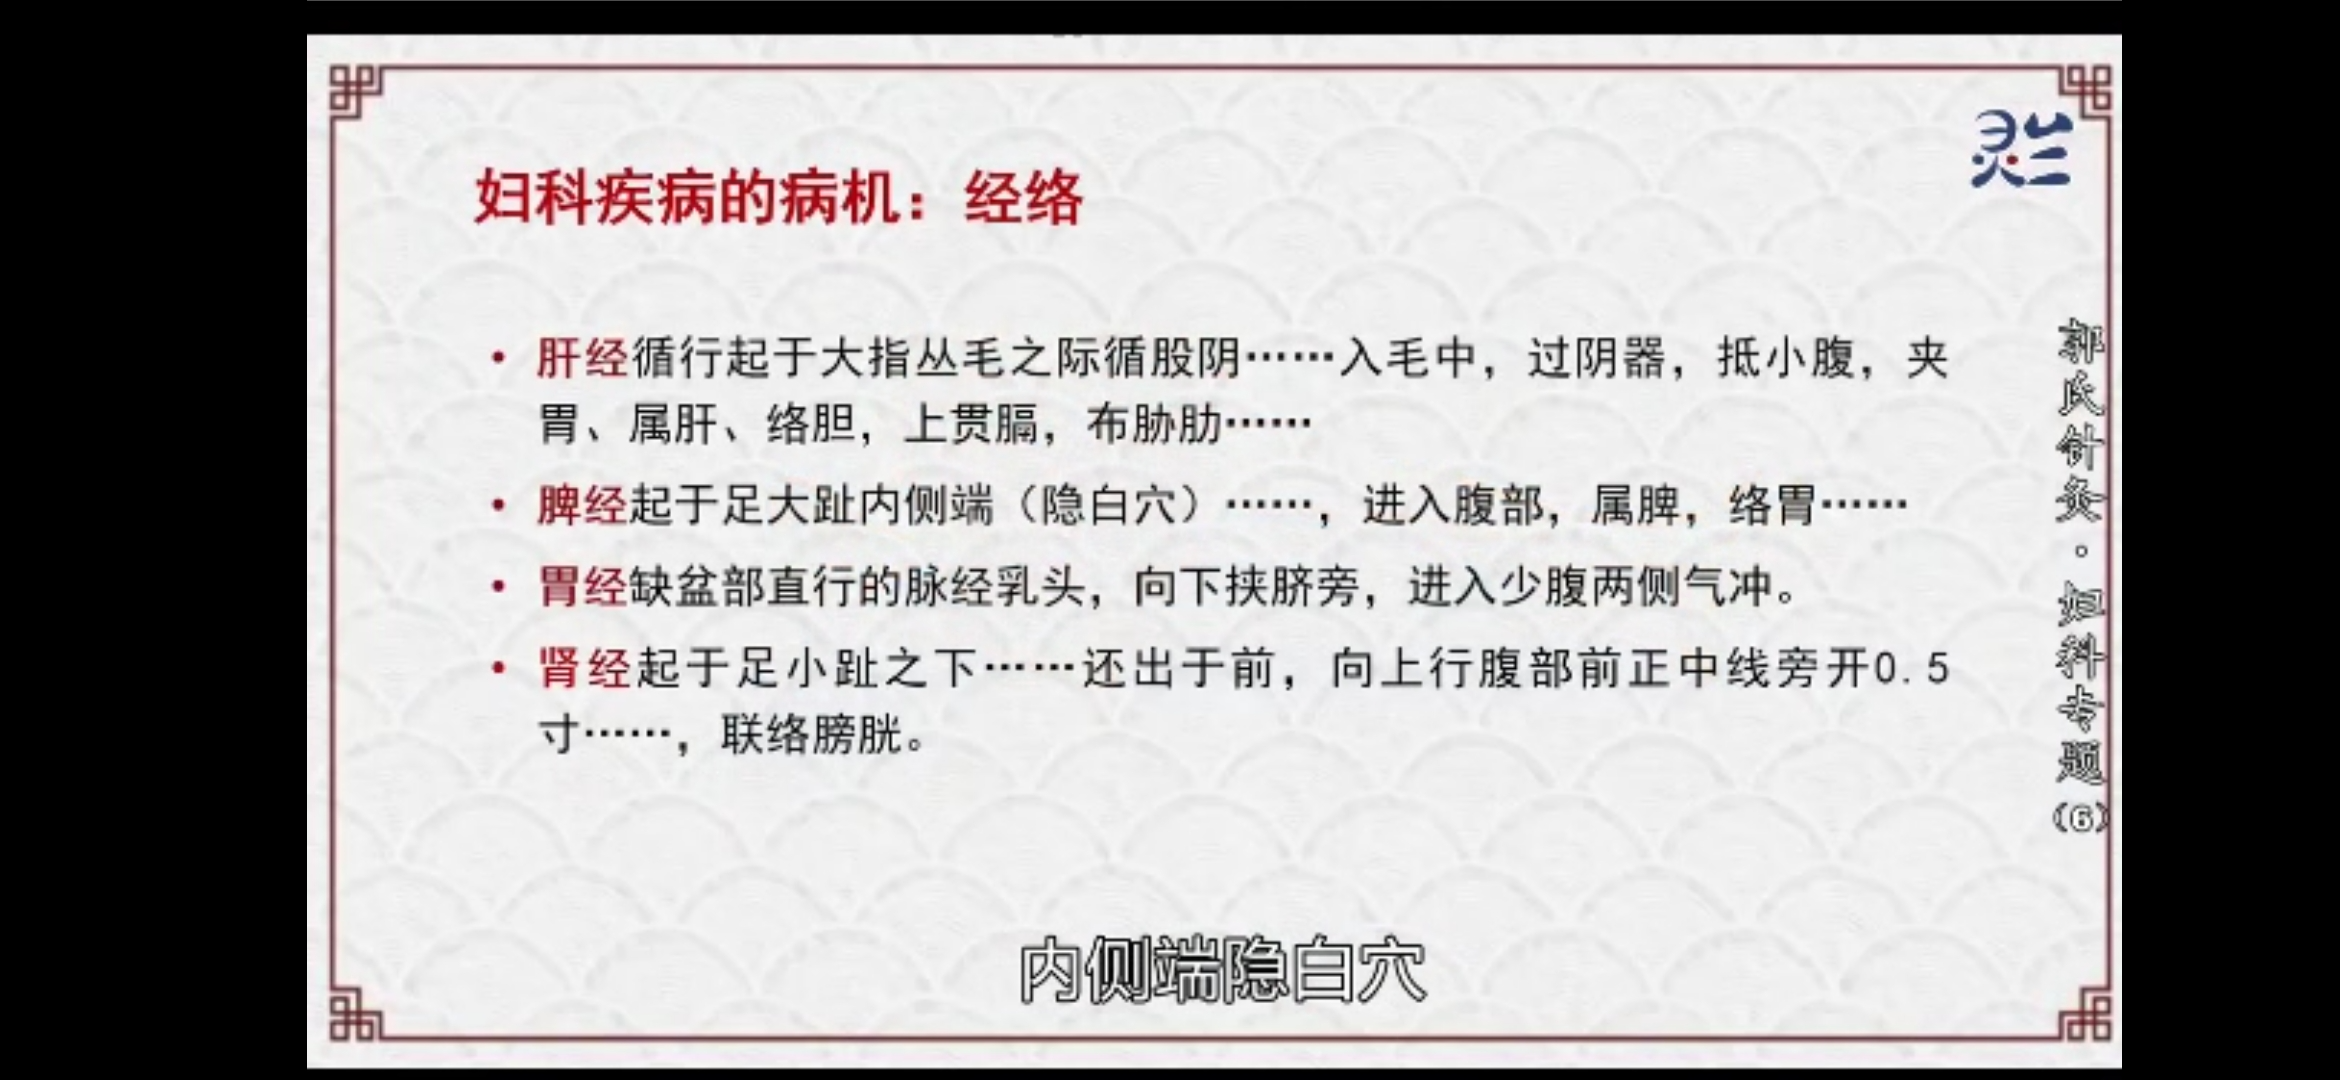 妇科疾病的病机：经络
• 肝经循行起于大指丛毛之际循股阴……入毛中，过阴器，抵小腹，夹
胃、属肝、络胆，上贯膈，布胁肋……
• 脾经起于足大趾内侧端（隐白穴）……，进入腹部，属脾，络胃……
• 胃经缺盆部直行的脉经乳头，向下挟脐旁，进入少腹两侧气冲。
• 肾经起于足小趾之下……还出于前，向上行腹部前正中线旁开0.5
寸……，联络膀胱。
郭氏针灸·妇科专题(6)
内侧端隐白穴